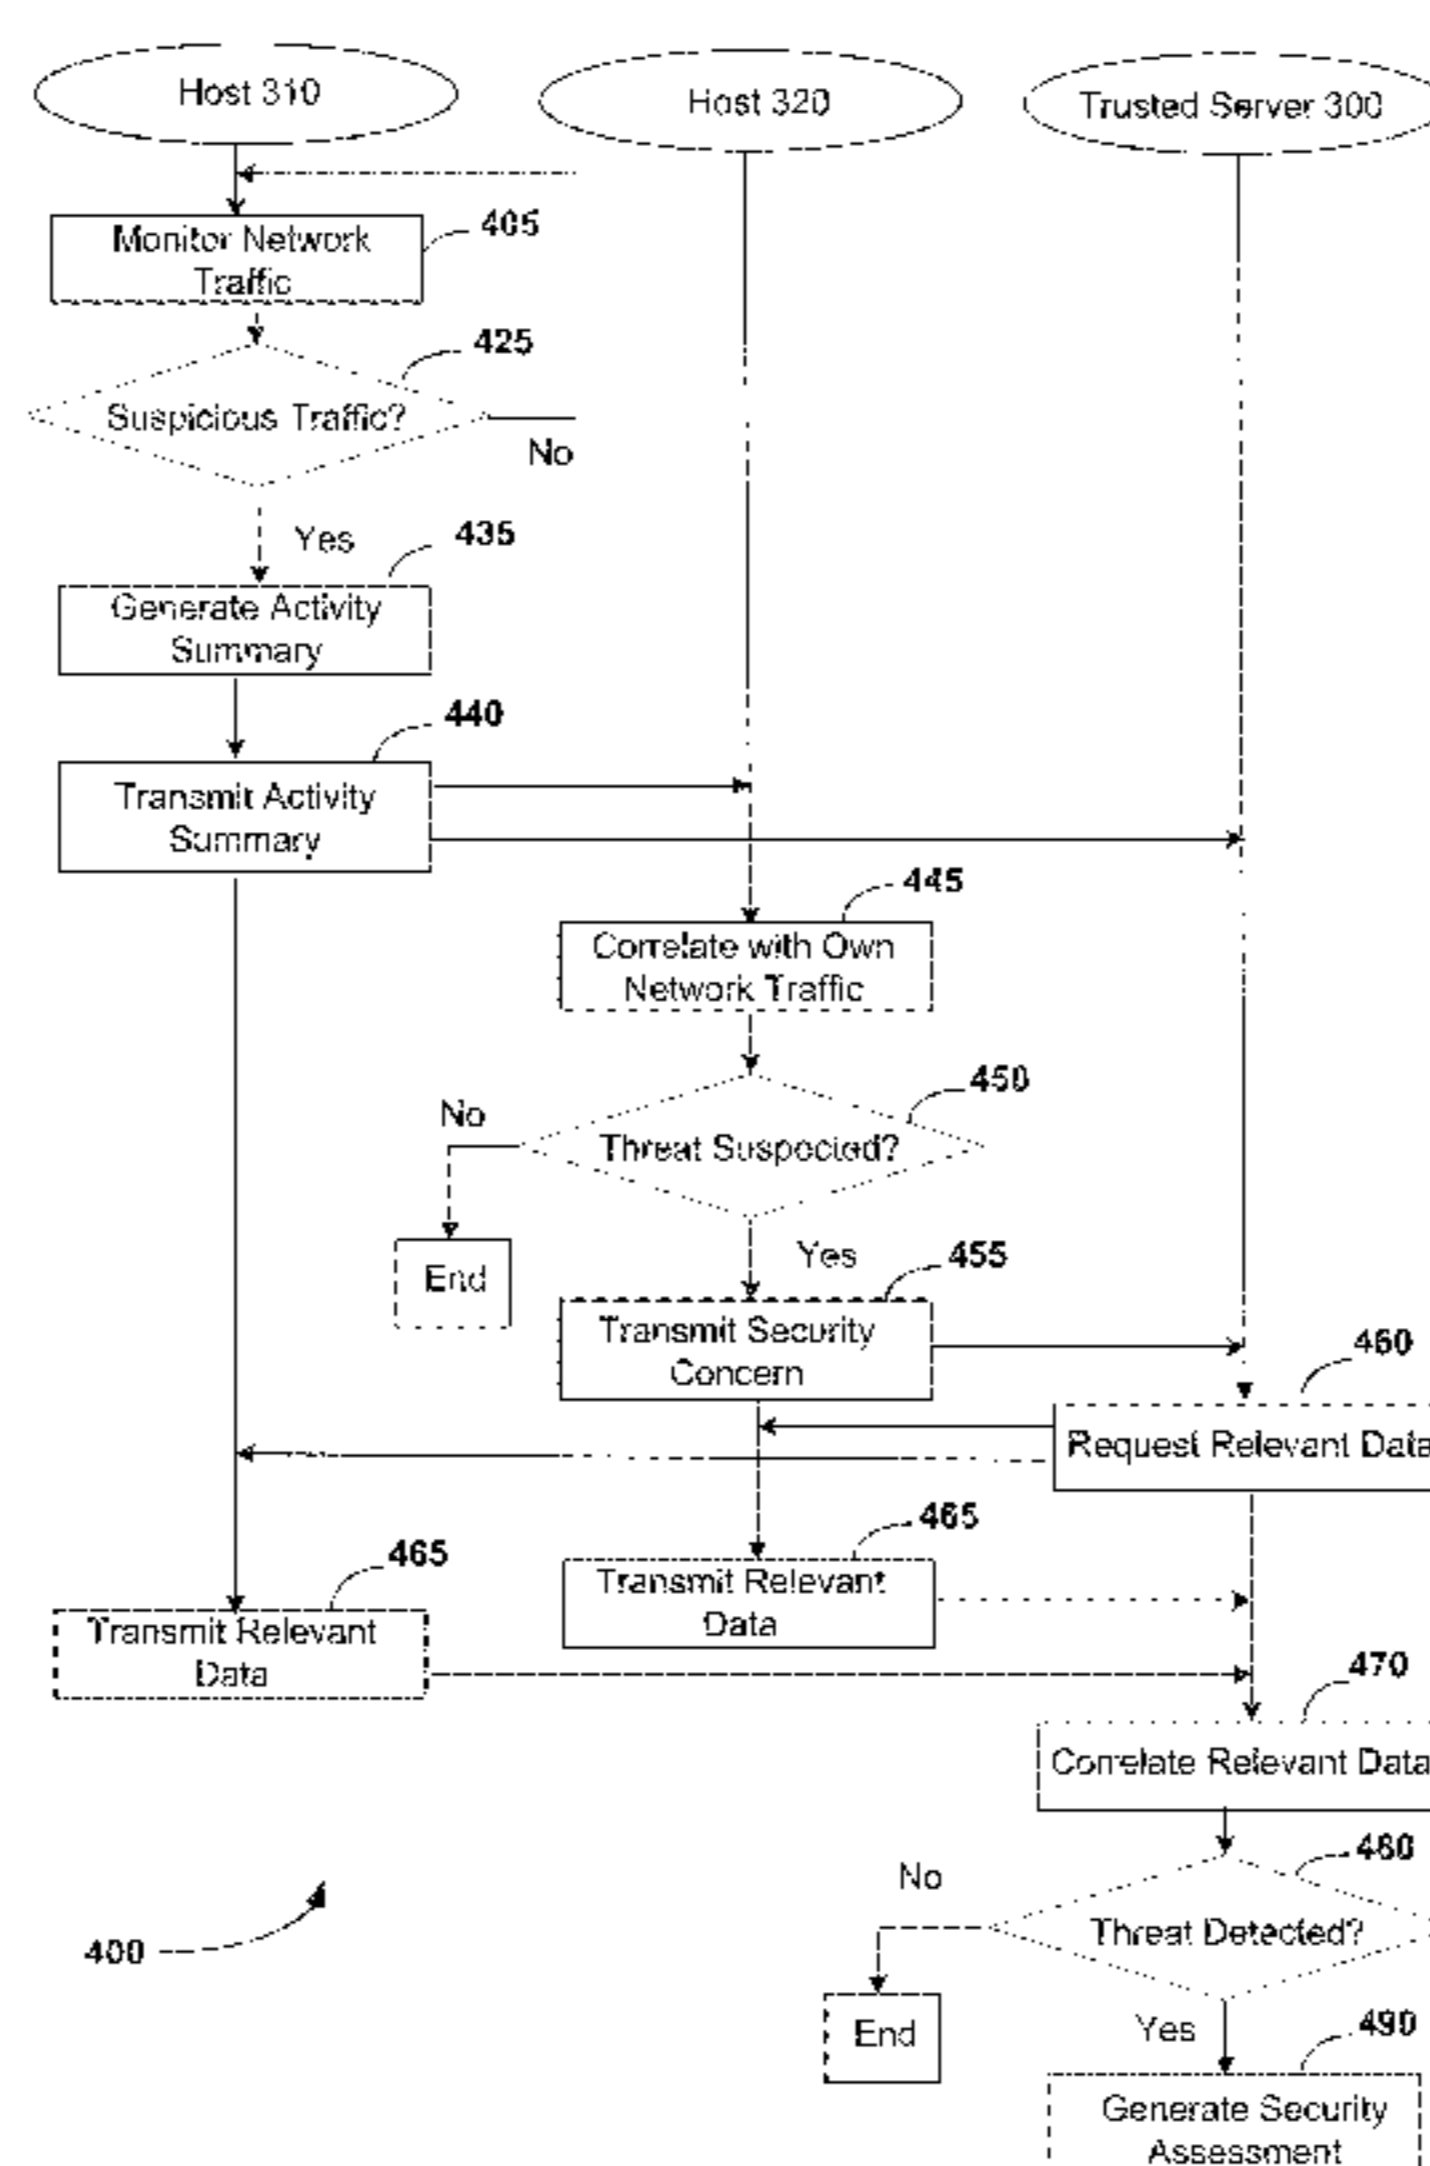 Host 310
Host 320
Trusted Server 300
405
Monitor Network
Traffic
425
Suspicious Traffic?
No
Yes
435
Generate Activity
Summary
440
Transmit Activity
Summary
445
Correlate with Own
Network Traffic
450
No
Threat Suspected?
Yes
455
End
Transmit Security
Concern
460
Request Relevant Data
465
Transmit Relevant
Data
465
Transmit Relevant
Data
470
Correlate Relevant Data
480
No
Threat Detected?
400
End
Yes
490
Generate Security
Assessment